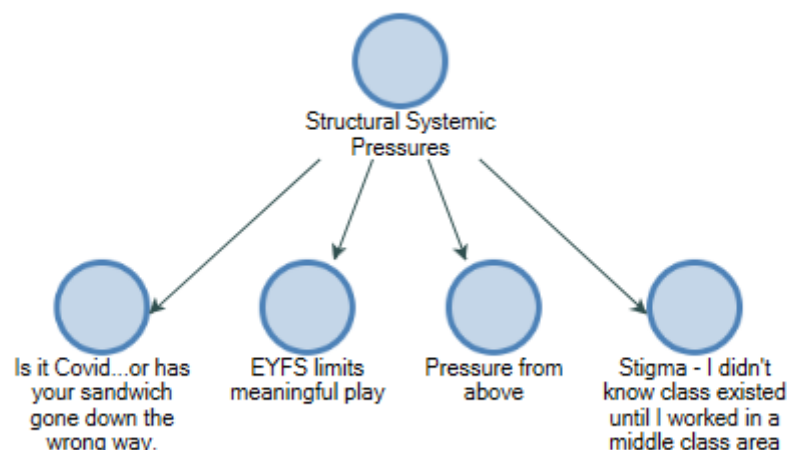 Structural Systemic
Pressures
Is it Covid...or has
your sandwich
gone down the
wrong way.
EYFS limits
meaningful play
Pressure from
above
Stigma - I didn't
know class existed
until I worked in a
middle class area